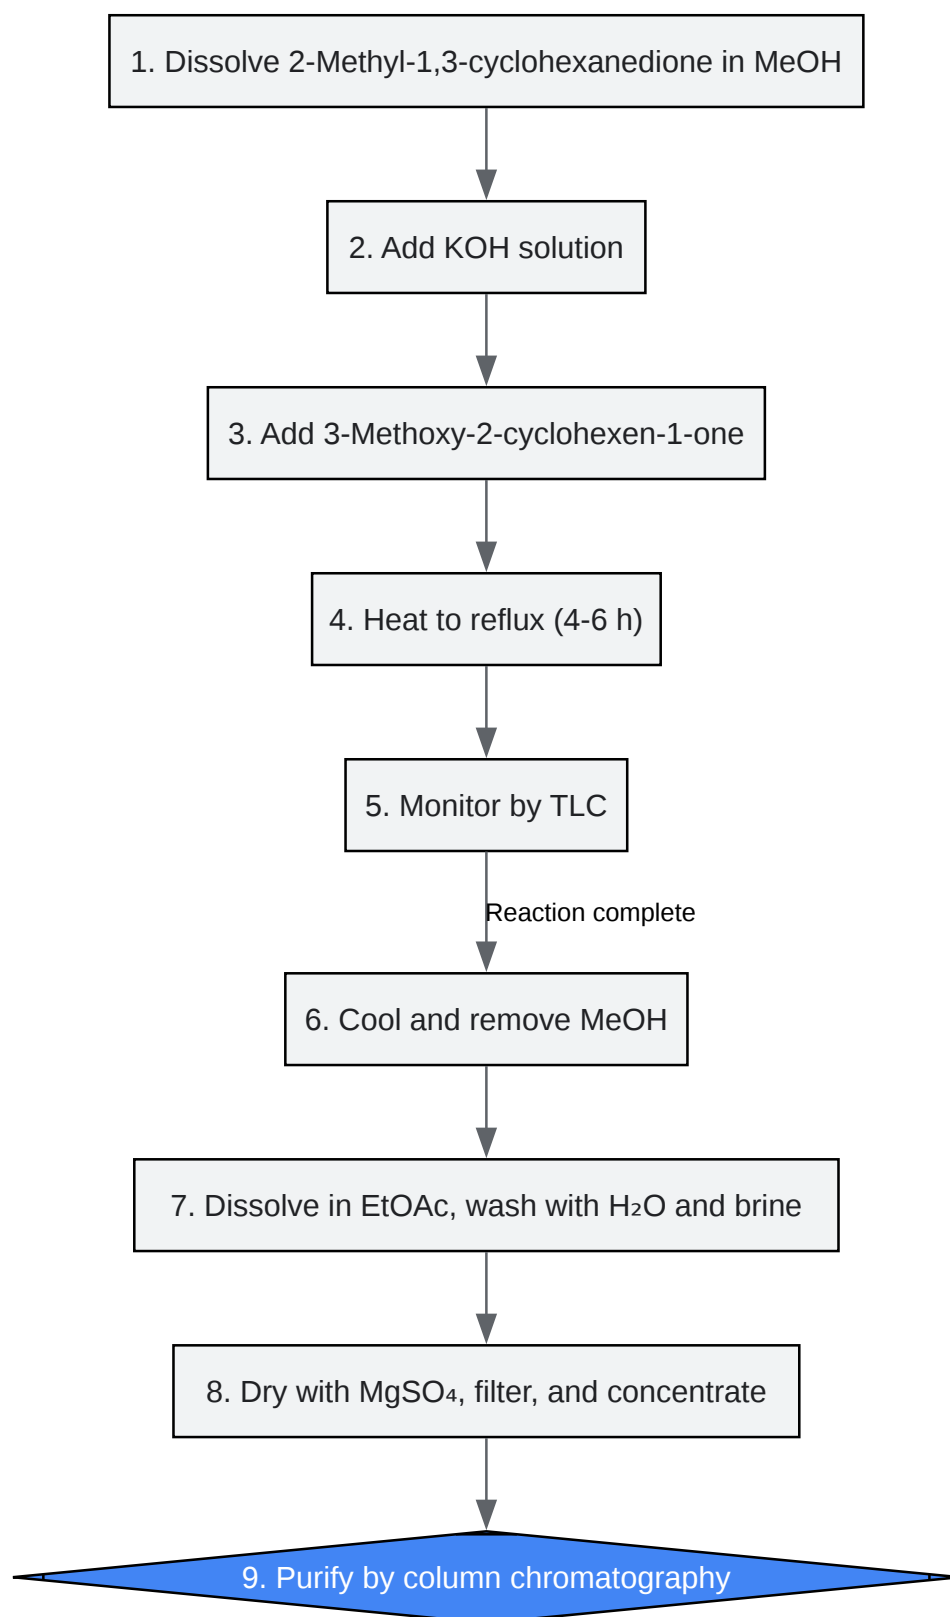 1. Dissolve 2-Methyl-1,3-cyclohexanedione in MeOH
2. Add KOH solution
3. Add 3-Methoxy-2-cyclohexen-1-one
4. Heat to reflux (4-6 h)
5. Monitor by TLC
Reaction complete
6. Cool and remove MeOH
7. Dissolve in EtOAc, wash with H₂O and brine
8. Dry with MgSO₄, filter, and concentrate
9. Purify by column chromatography